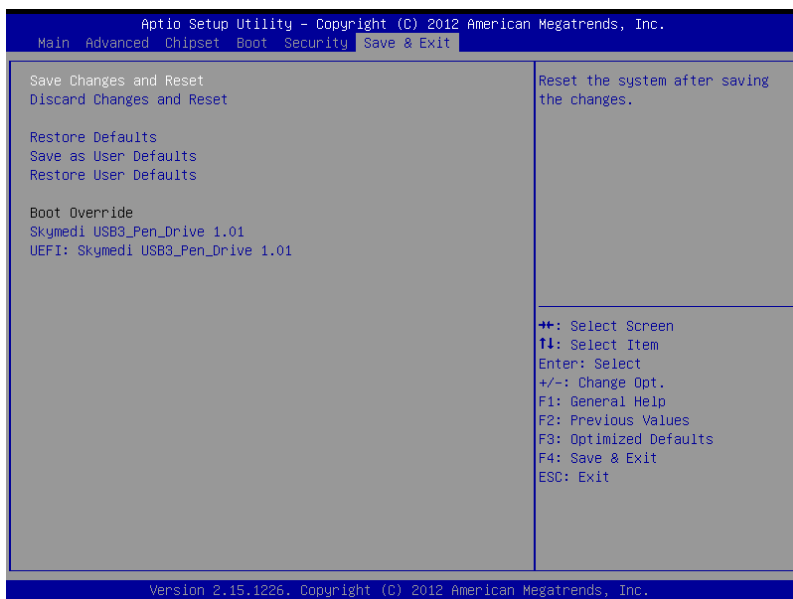 Aptio Setup Utility – Copyright (C) 2012 American Megatrends, Inc.
Main Advanced Chipset Boot Security Save & Exit
Save Changes and Reset
Discard Changes and Reset
Restore Defaults
Save as User Defaults
Restore User Defaults
Boot Override
Skymedi USB3_Pen_Drive 1.01
UEFI: Skymedi USB3_Pen_Drive 1.01
Reset the system after saving
the changes.
→←: Select Screen
↑↓: Select Item
Enter: Select
+/-: Change Opt.
F1: General Help
F2: Previous Values
F3: Optimized Defaults
F4: Save & Exit
ESC: Exit
Version 2.15.1226. Copyright (C) 2012 American Megatrends, Inc.